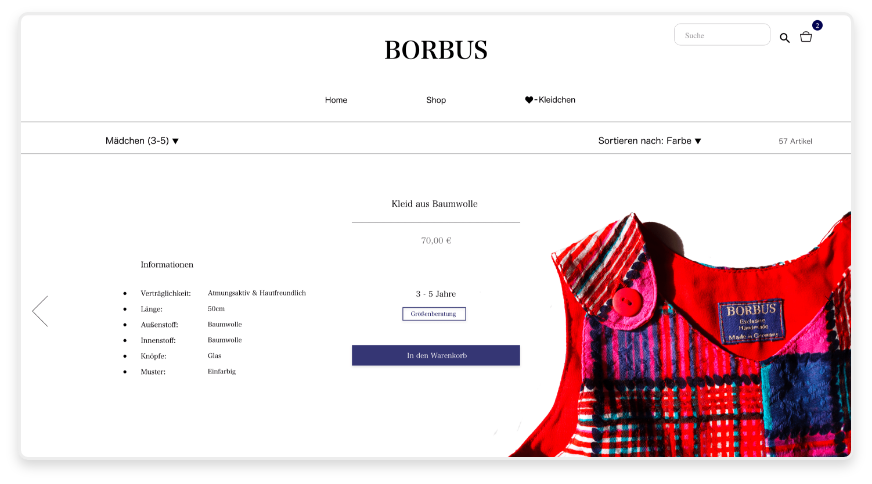 2
Suche
BORBUS
Home Shop ♥-Kleidchen
Mädchen (3-5) ▼ Sortieren nach: Farbe ▼ 57 Artikel
Kleid aus Baumwolle
70,00 €
Informationen
Verträglichkeit: Atmungsaktiv & Hautfreundlich
Länge: 50cm
Außenstoff: Baumwolle
Innenstoff: Baumwolle
Knöpfe: Glas
Muster: Einfarbig
3 - 5 Jahre
Größenberatung
In den Warenkorb
BORBUS
Exclusive
Handmade
Made in Germany